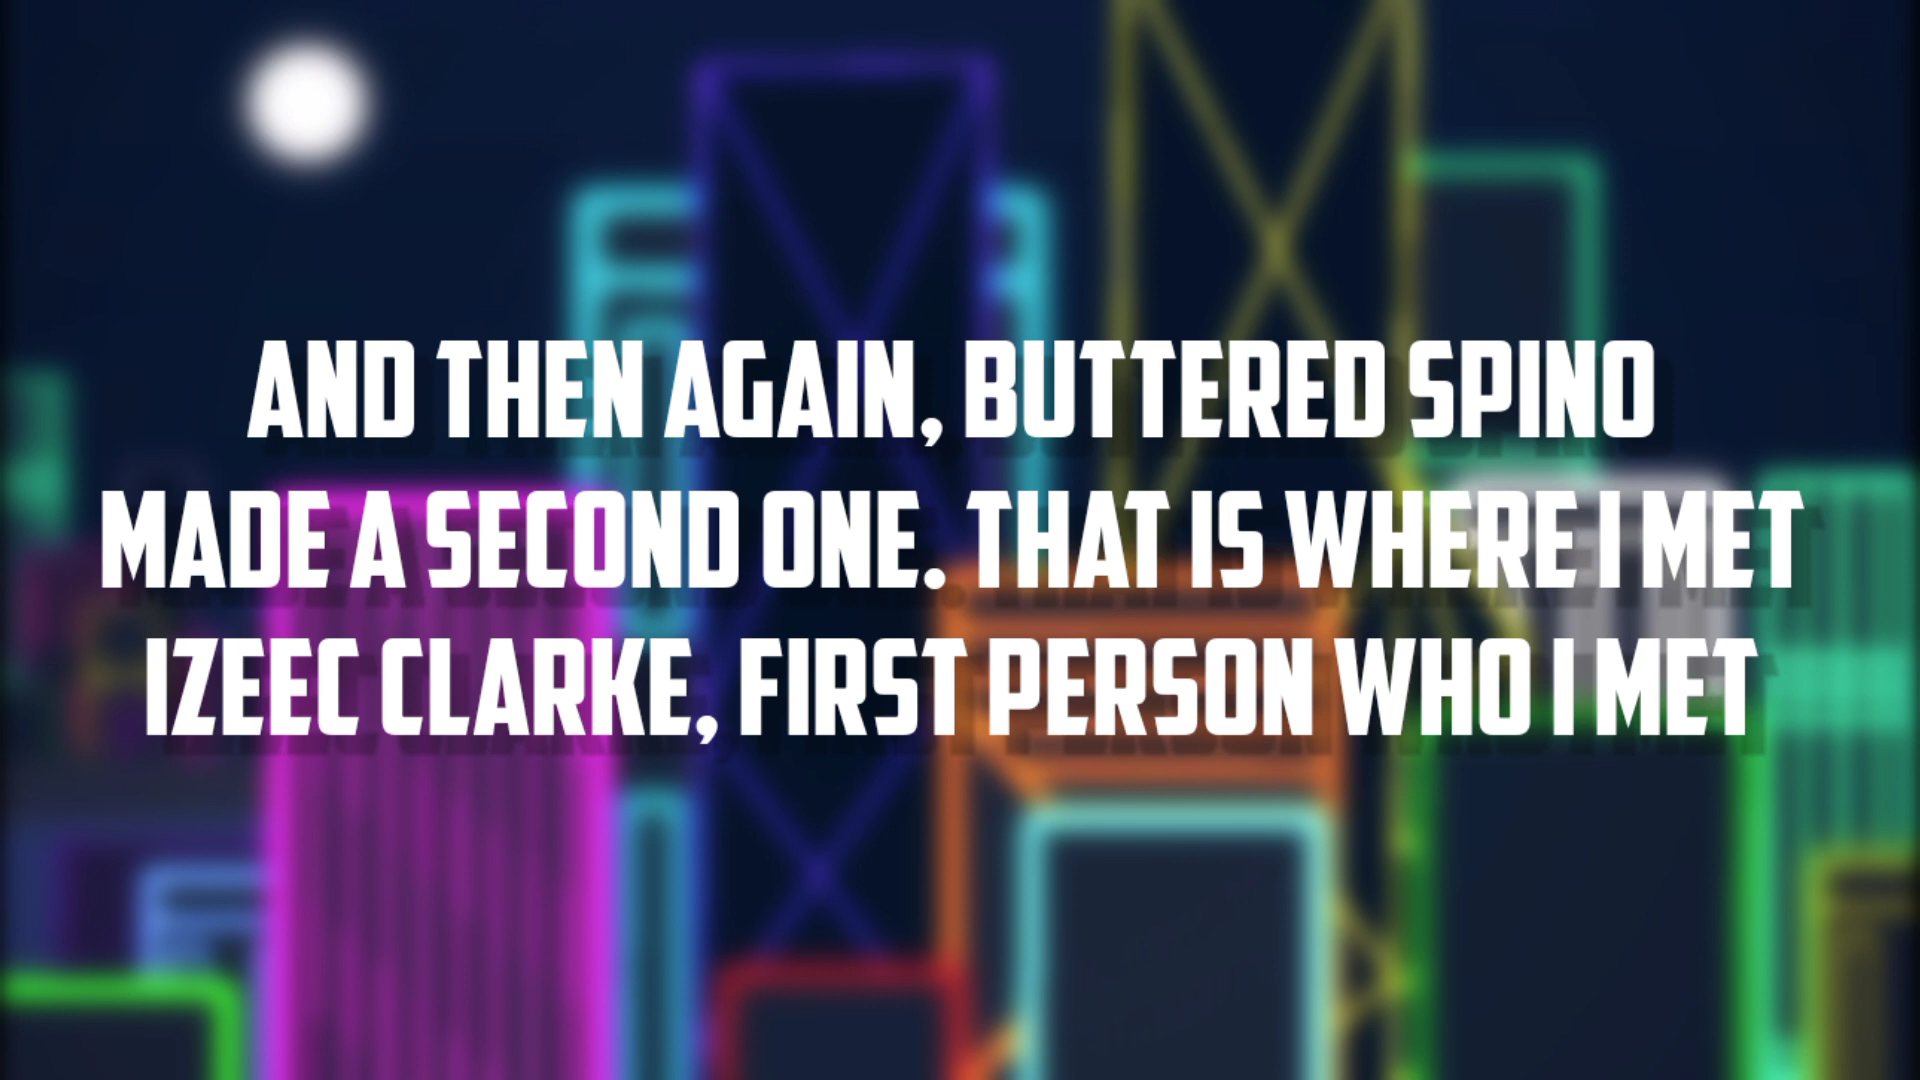 AND THEN AGAIN, BUTTERED SPINO
MADE A SECOND ONE. THAT IS WHERE I MET
IZEEC CLARKE, FIRST PERSON WHO I MET